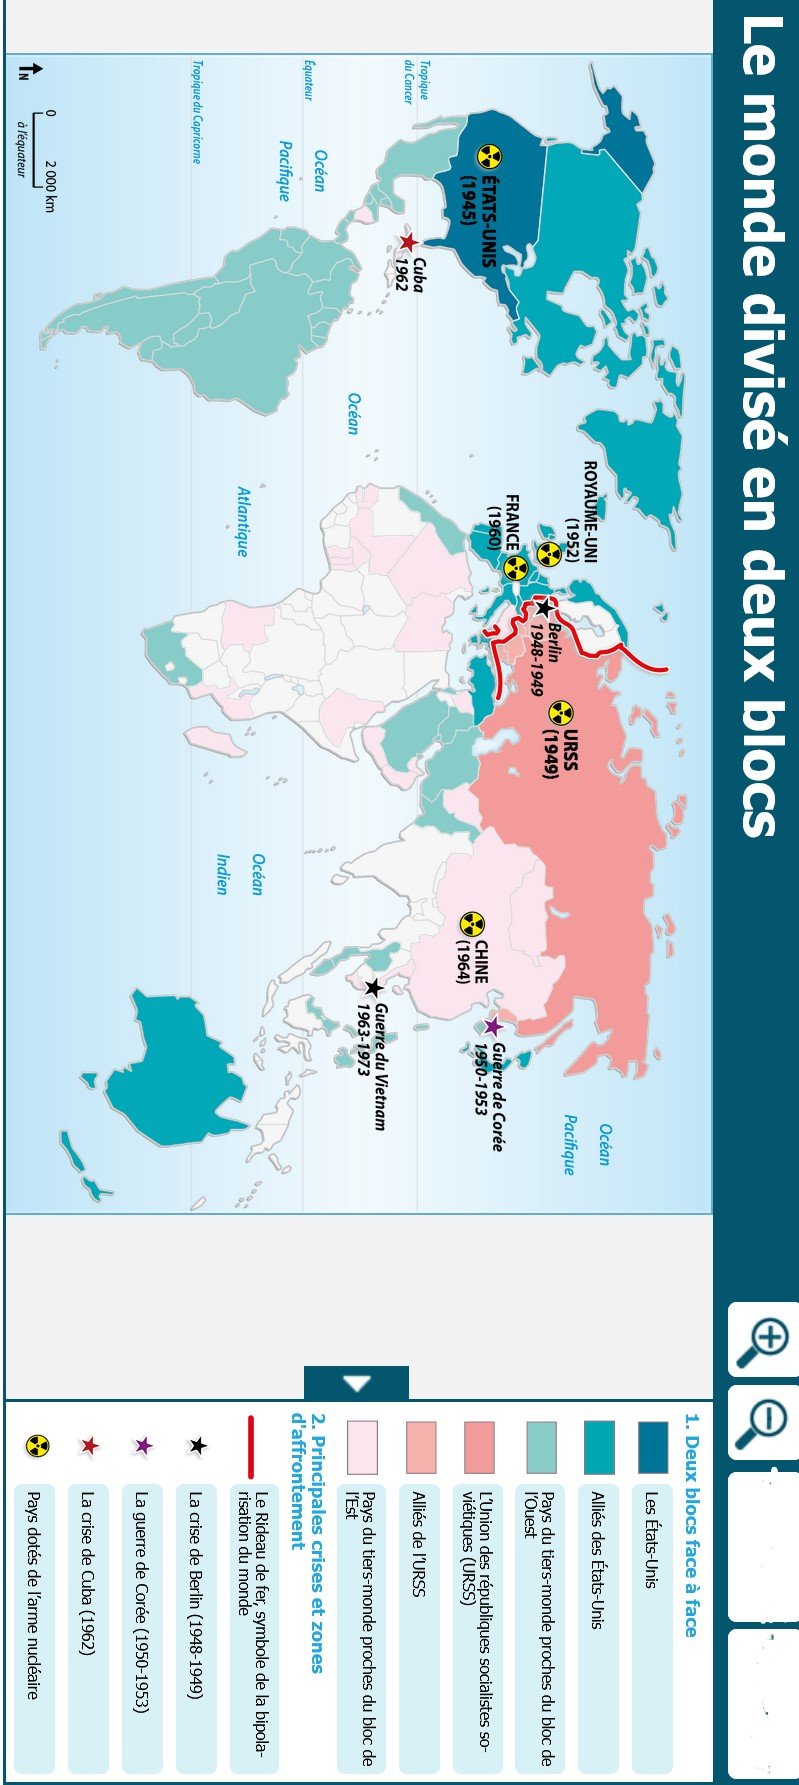 Le monde divisé en deux blocs
ÉTATS-UNIS
(1945)
Cuba
1962
ROYAUME-UNI
(1952)
FRANCE
(1960)
Berlin
1948-1949
URSS
(1949)
CHINE
(1964)
Guerre de Corée
1950-1953
Guerre du Vietnam
1963-1973
Océan
Pacifique
Océan
Atlantique
Océan
Indien
Océan
Pacifique
Tropique
du Cancer
Équateur
Tropique du Capricorne
N
0
2 000 km
à l'équateur
1. Deux blocs face à face
Les États-Unis
Alliés des États-Unis
Pays du tiers-monde proches du bloc de
l'Ouest
L'Union des républiques socialistes so-
viétiques (URSS)
Alliés de l'URSS
Pays du tiers-monde proches du bloc de
l'Est
2. Principales crises et zones
d'affrontement
Le Rideau de fer, symbole de la bipola-
risation du monde
La crise de Berlin (1948-1949)
La guerre de Corée (1950-1953)
La crise de Cuba (1962)
Pays dotés de l'arme nucléaire